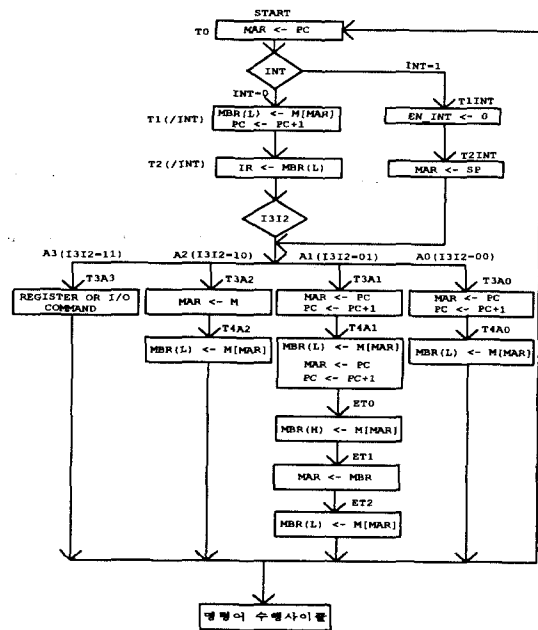 START
T0
MAR <- PC
INT
INT=1
INT=0
T1(/INT)
MBR(L) <- M[MAR]
PC <- PC+1
T1INT
EN_INT <- 0
T2(/INT)
IR <- MBR(L)
T2INT
MAR <- SP
I3I2
A3(I3I2=11)
A2(I3I2=10)
A1(I3I2=01)
A0(I3I2=00)
T3A3
T3A2
T3A1
T3A0
REGISTER OR I/O
COMMAND
MAR <- M
MAR <- PC
PC <- PC+1
MAR <- PC
PC <- PC+1
T4A2
T4A1
T4A0
MBR(L) <- M[MAR]
MBR(L) <- M[MAR]
MAR <- PC
PC <- PC+1
MBR(L) <- M[MAR]
ET0
MBR(H) <- M[MAR]
ET1
MAR <- MBR
ET2
MBR(L) <- M[MAR]
명령어 수행사이클